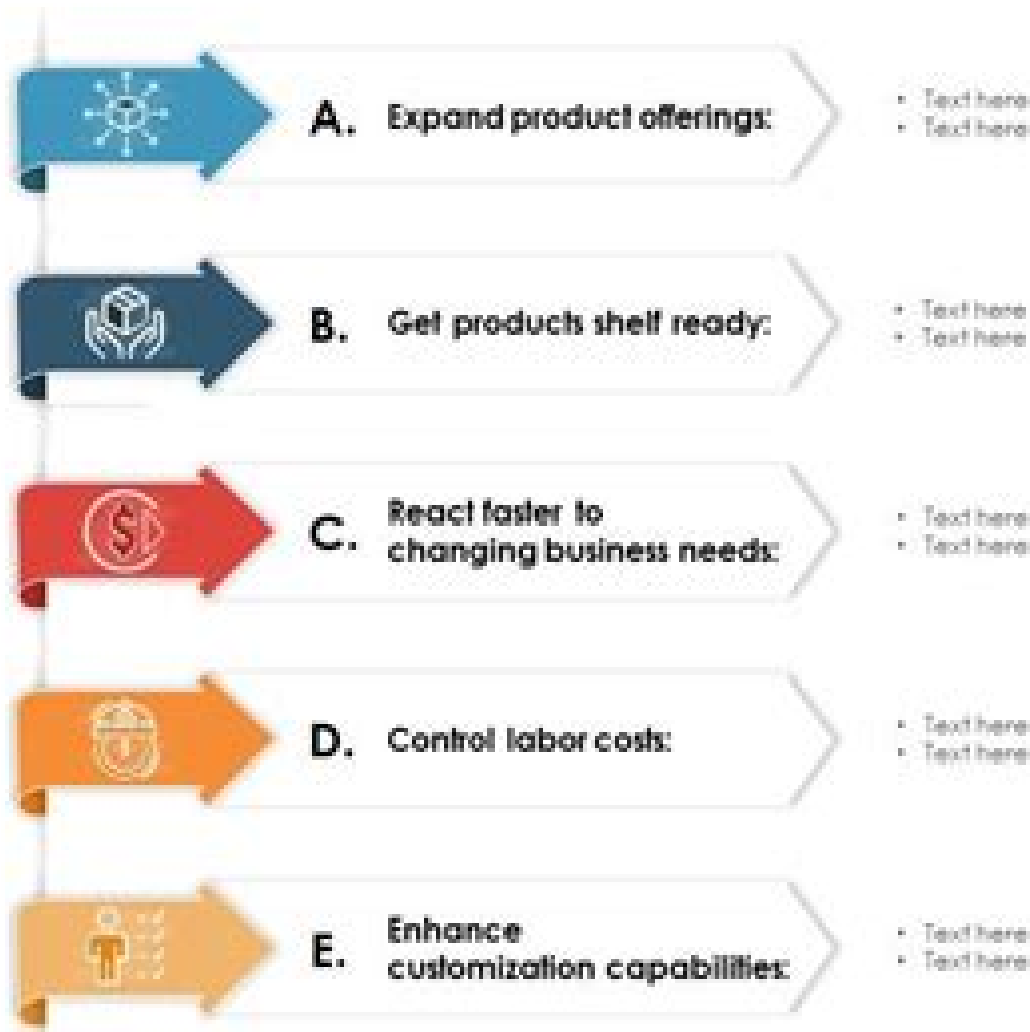 A. Expand product offerings:
• Text here
• Text here
B. Get products shelf ready:
• Text here
• Text here
$
C. React faster to
changing business needs:
• Text here
• Text here
D. Control labor costs:
• Text here
• Text here
E. Enhance
customization capabilities:
• Text here
• Text here